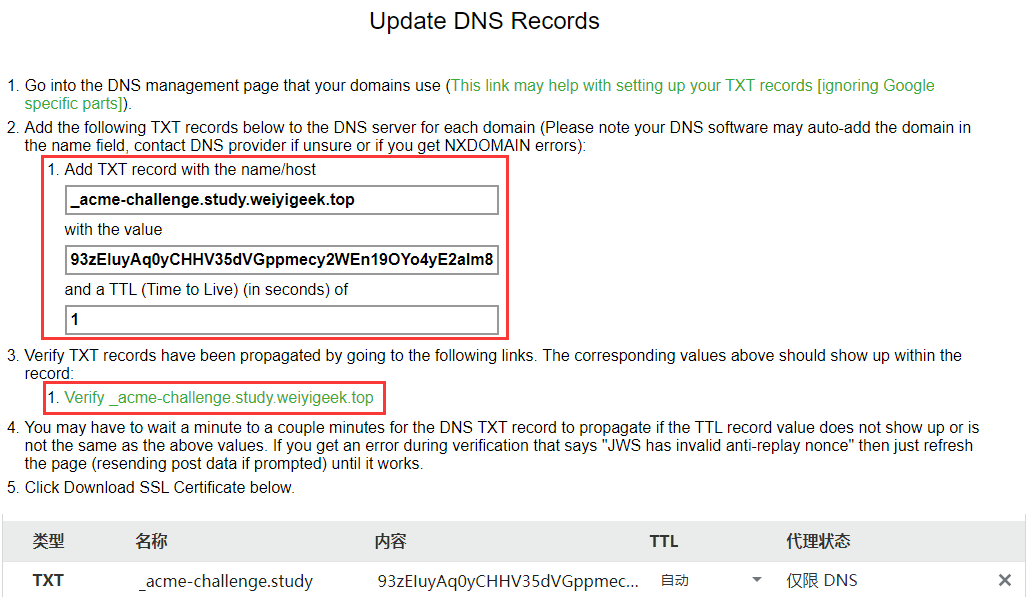 Update DNS Records
1. Go into the DNS management page that your domains use (This link may help with setting up your TXT records [ignoring Google
specific parts]).
2. Add the following TXT records below to the DNS server for each domain (Please note your DNS software may auto-add the domain in
the name field, contact DNS provider if unsure or if you get NXDOMAIN errors):
1. Add TXT record with the name/host
_acme-challenge.study.weiyigeek.top
with the value
93zEIuyAq0yCHHV35dVGppmecy2WEn19OYo4yE2alm8
and a TTL (Time to Live) (in seconds) of
1
3. Verify TXT records have been propagated by going to the following links. The corresponding values above should show up within the
record:
1. Verify _acme-challenge.study.weiyigeek.top
4. You may have to wait a minute to a couple minutes for the DNS TXT record to propagate if the TTL record value does not show up or is
not the same as the above values. If you get an error during verification that says "JWS has invalid anti-replay nonce" then just refresh
the page (resending post data if prompted) until it works.
5. Click Download SSL Certificate below.
类型 名称 内容 TTL 代理状态
TXT _acme-challenge.study 93zEIuyAq0yCHHV35dVGppmec... 自动 仅限 DNS